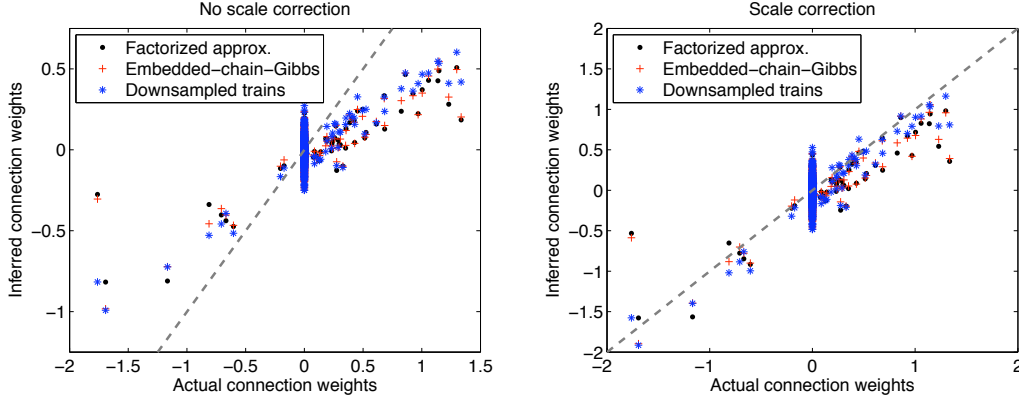 No scale correction
Factorized approx.
Embedded−chain−Gibbs
Downsampled trains
0.5
0
−0.5
−1
Inferred connection weights
−2 −1.5 −1 −0.5 0 0.5 1 1.5
Actual connection weights
Scale correction
Factorized approx.
Embedded−chain−Gibbs
Downsampled trains
2
1.5
1
0.5
0
−0.5
−1
−1.5
−2
Inferred connection weights
−2 −1 0 1 2
Actual connection weights